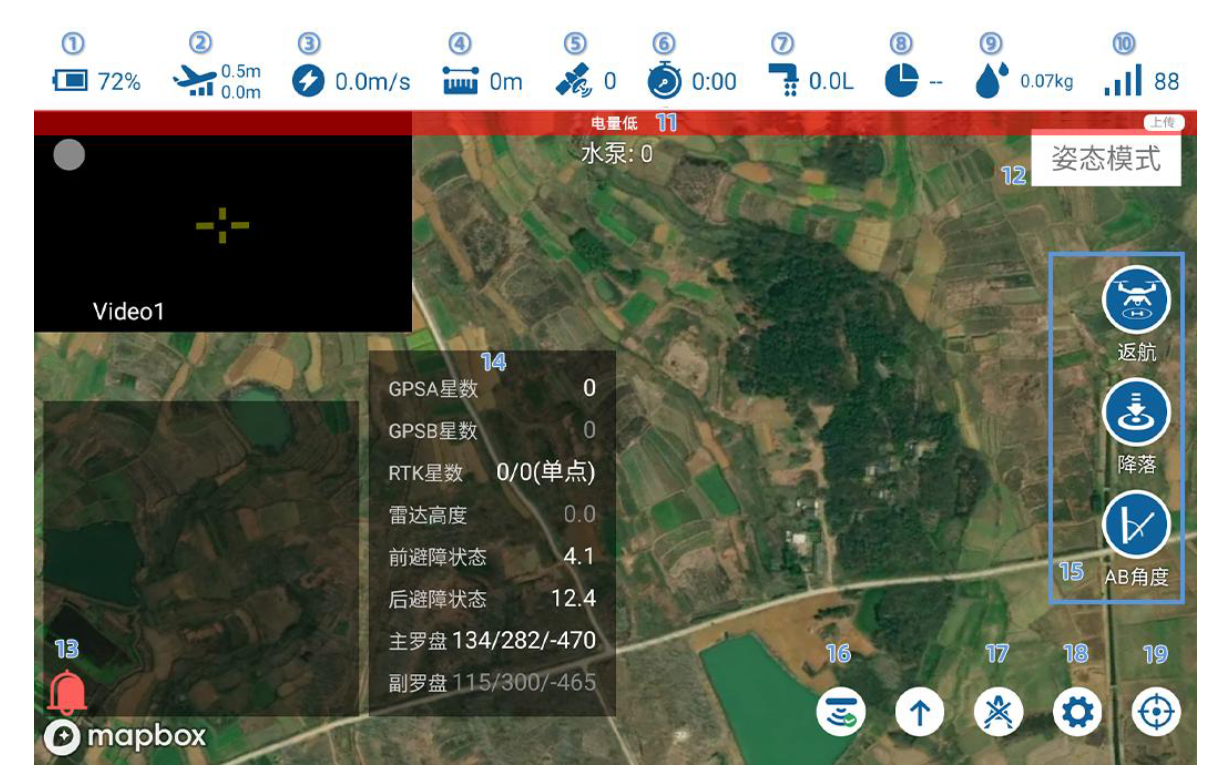 ① ② ③ ④ ⑤ ⑥ ⑦ ⑧ ⑨ ⑩
72% 0.5m 0.0m/s 0m 0 0:00 0.0L -- 0.07kg 88
0.0m
电量低 11 上传
水泵: 0
姿态模式
12
Video1
返航
14
GPSA星数 0
GPSB星数 0
RTK星数 0/0(单点)
雷达高度 0.0
前避障状态 4.1
后避障状态 12.4
主罗盘 134/282/-470
副罗盘 115/300/-465
降落
15 AB角度
13
16 17 18 19
mapbox